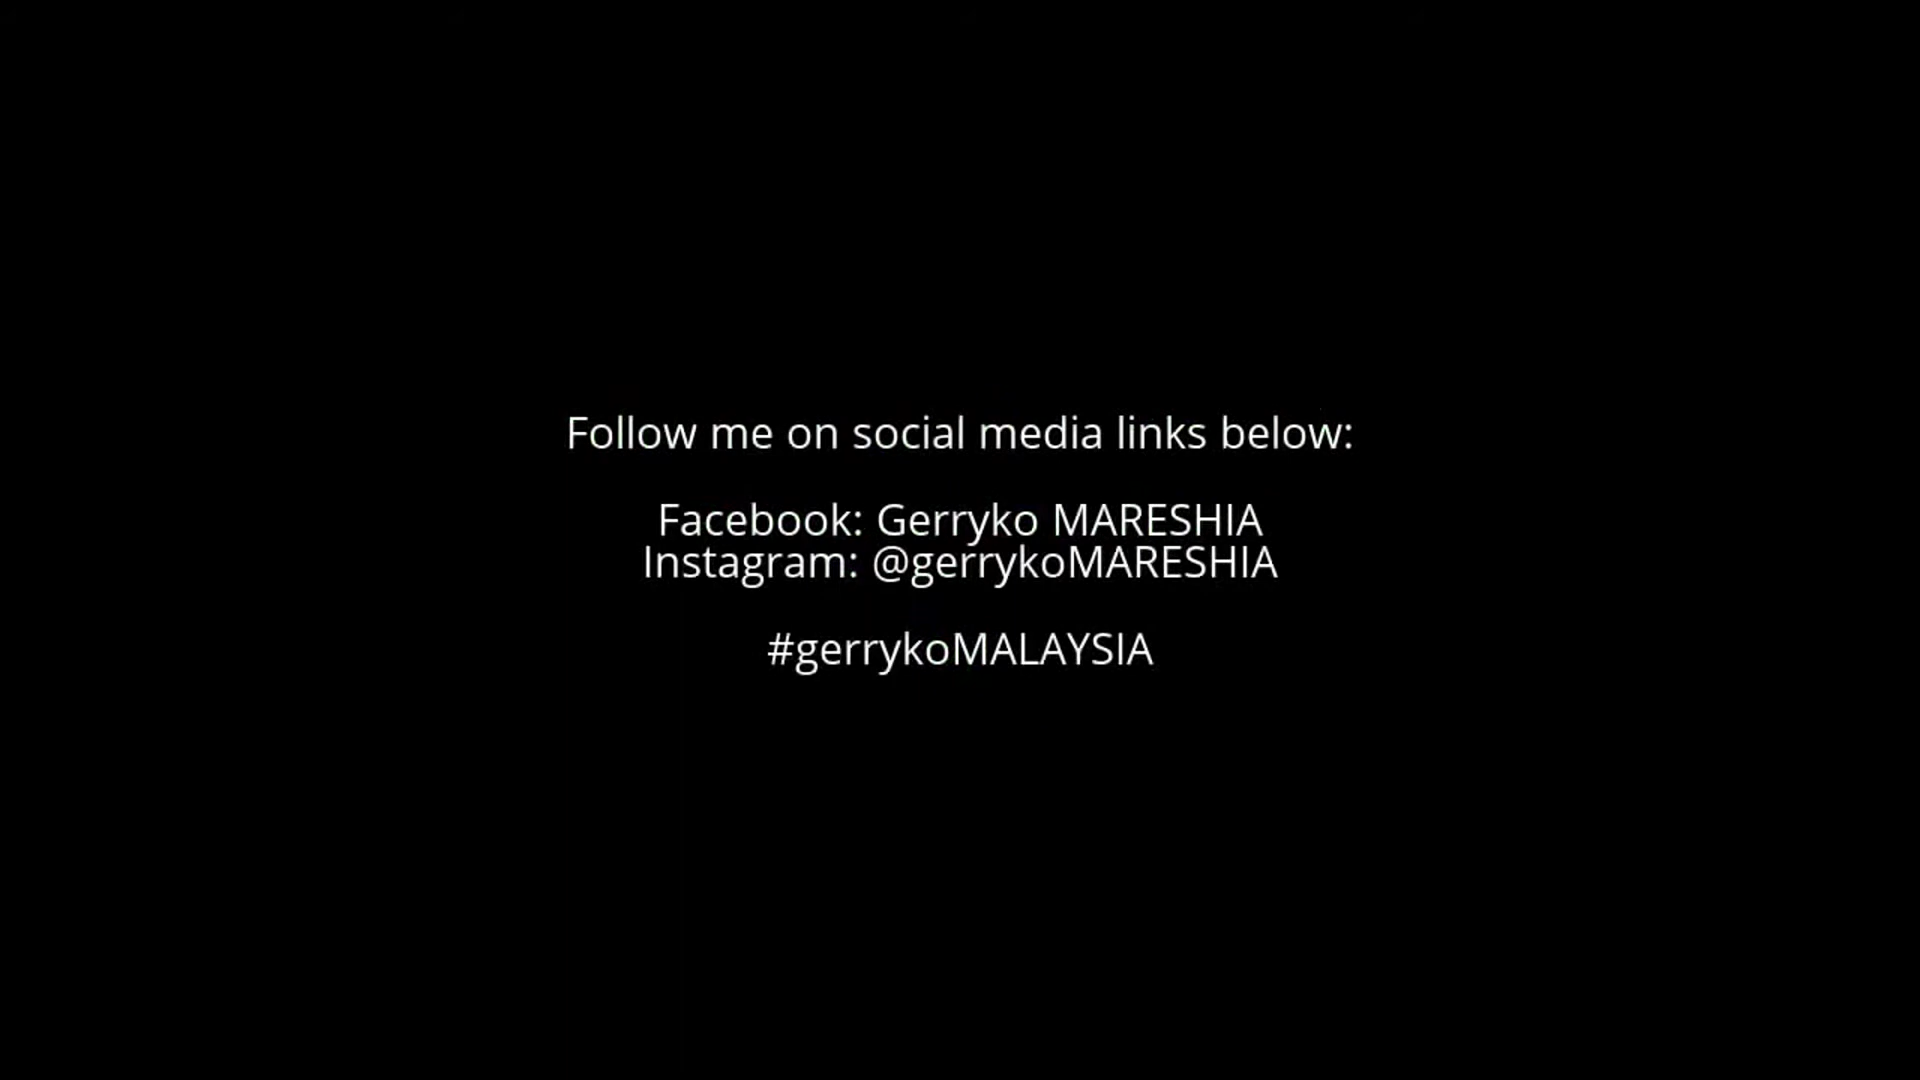 Follow me on social media links below:
Facebook: Gerryko MARESHIA
Instagram: @gerrykoMARESHIA
#gerrykoMALAYSIA